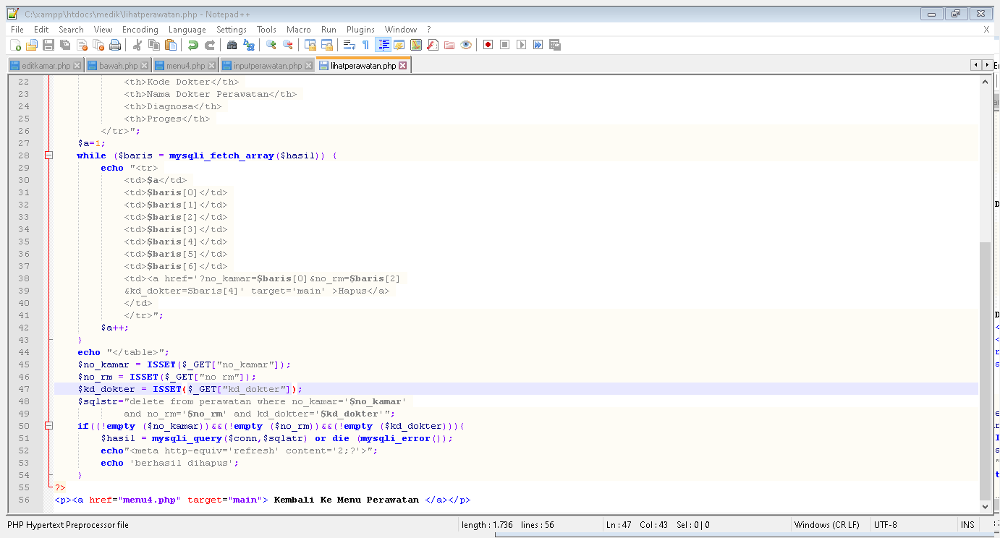 C:\xampp\htdocs\medik\lihatperawatan.php - Notepad++
File Edit Search View Encoding Language Settings Tools Macro Run Plugins Window ? X
editkamar.php bawah.php menu4.php inputperawatan.php lihatperawatan.php
22 <th>Kode Dokter</th>
23 <th>Nama Dokter Perawatan</th>
24 <th>Diagnosa</th>
25 <th>Proges</th>
26 </tr>";
27 $a=1;
28 while ($baris = mysqli_fetch_array($hasil)) {
29 echo "<tr>
30 <td>$a</td>
31 <td>$baris[0]</td>
32 <td>$baris[1]</td>
33 <td>$baris[2]</td>
34 <td>$baris[3]</td>
35 <td>$baris[4]</td>
36 <td>$baris[5]</td>
37 <td>$baris[6]</td>
38 <td><a href='?no_kamar=$baris[0]&no_rm=$baris[2]
39 &kd_dokter=Sbaris[4]' target='main' >Hapus</a>
40 </td>
41 </tr>";
42 $a++;
43 }
44 echo "</table>";
45 $no_kamar = ISSET($_GET["no_kamar"]);
46 $no_rm = ISSET($_GET["no rm"]);
47 $kd_dokter = ISSET($_GET["kd_dokter"]);
48 $sqlstr="delete from perawatan where no_kamar='$no_kamar'
49 and no_rm='$no_rm' and kd_dokter='$kd_dokter'";
50 if((!empty ($no_kamar))&&(!empty ($no_rm))&&(!empty ($kd_dokter))){
51 $hasil = mysqli_query($conn,$sqlatr) or die (mysqli_error());
52 echo"<meta http-equiv='refresh' content='2;?'>";
53 echo 'berhasil dihapus';
54 }
55 ?>
56 <p><a href="menu4.php" target="main"> Kembali Ke Menu Perawatan </a></p>
PHP Hypertext Preprocessor file length : 1.736 lines : 56 Ln : 47 Col : 43 Sel : 0 | 0 Windows (CR LF) UTF-8 INS